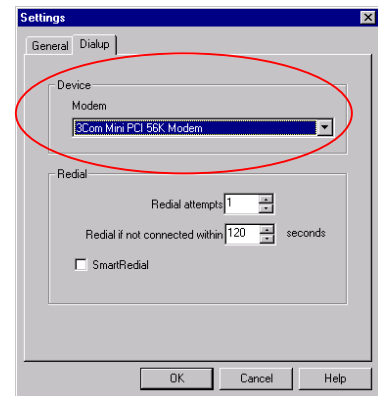 Settings
General Dialup
Device
Modem
3Com Mini PCI 56K Modem
Redial
Redial attempts 1
Redial if not connected within 120 seconds
SmartRedial
OK Cancel Help